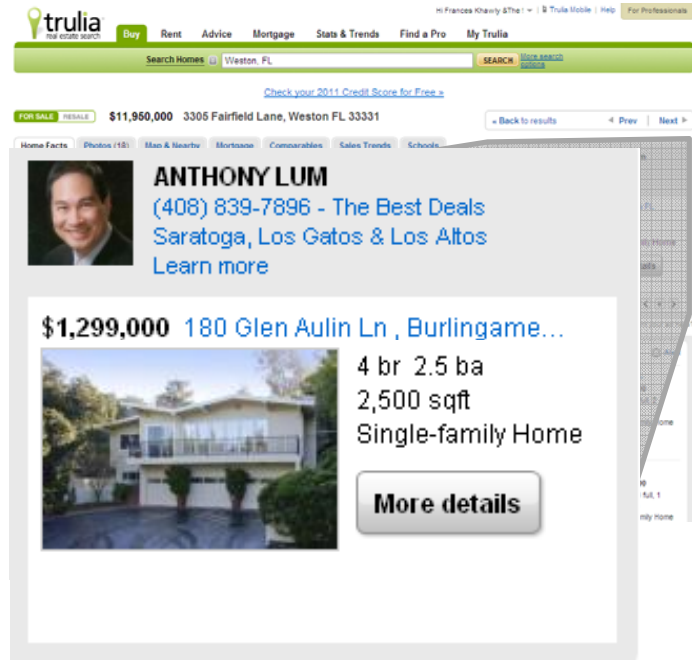 Hi Frances Khawly &The! | Trulia Mobile | Help For Professionals
trulia
real estate search
Buy Rent Advice Mortgage Stats & Trends Find a Pro My Trulia
Search Homes Weston, FL SEARCH More search options
Check your 2011 Credit Score for Free »
FOR SALE RESALE $11,950,000 3305 Fairfield Lane, Weston FL 33331 « Back to results Prev | Next
Home Facts Photos (18) Map & Nearby Mortgage Comparables Sales Trends Schools
ANTHONY LUM
(408) 839-7896 - The Best Deals
Saratoga, Los Gatos & Los Altos
Learn more
$1,299,000 180 Glen Aulin Ln , Burlingame...
4 br 2.5 ba
2,500 sqft
Single-family Home
More details